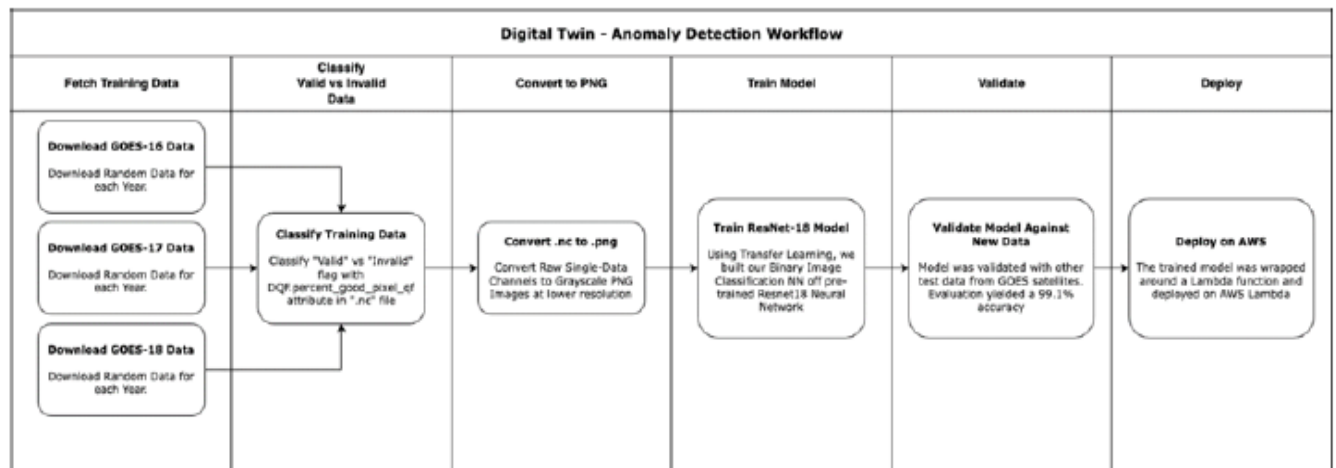 Digital Twin - Anomaly Detection Workflow
Fetch Training Data
Classify
Valid vs Invalid
Data
Convert to PNG
Train Model
Validate
Deploy
Download GOES-16 Data
Download Random Data for
each Year.
Download GOES-17 Data
Download Random Data for
each Year.
Download GOES-18 Data
Download Random Data for
each Year.
Classify Training Data
Classify "Valid" vs "Invalid"
flag with
DQF.percent_good_pixel_qf
attribute in ".nc" file
Convert .nc to .png
Convert Raw Single-Data
Channels to Grayscale PNG
Images at lower resolution
Train ResNet-18 Model
Using Transfer Learning, we
built our Binary Image
Classification NN off pre-
trained Resnet18 Neural
Network
Validate Model Against
New Data
Model was validated with other
test data from GOES satellites.
Evaluation yielded a 99.1%
accuracy
Deploy on AWS
The trained model was wrapped
around a Lambda function and
deployed on AWS Lambda